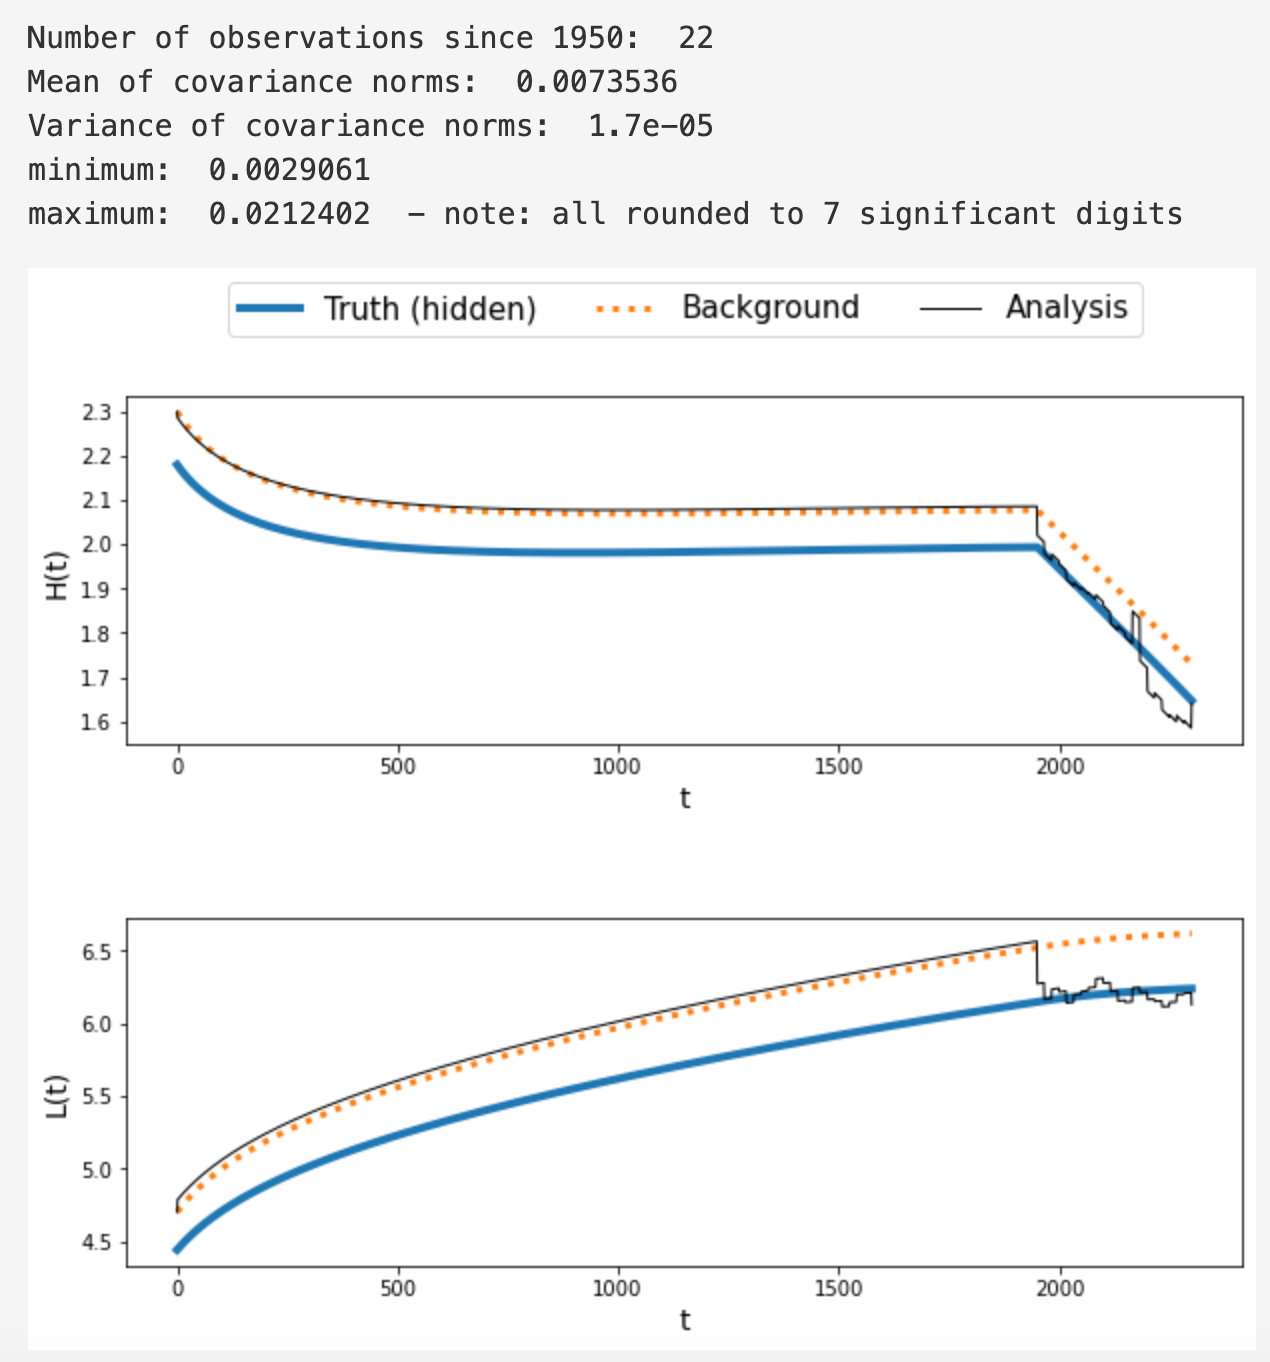 Number of observations since 1950:  22
Mean of covariance norms:  0.0073536
Variance of covariance norms:  1.7e-05
minimum:  0.0029061
maximum:  0.0212402  - note: all rounded to 7 significant digits
Truth (hidden) Background Analysis
2.3
2.2
2.1
2.0
1.9
1.8
1.7
1.6
H(t)
0 500 1000 1500 2000
t
6.5
6.0
5.5
5.0
4.5
L(t)
0 500 1000 1500 2000
t